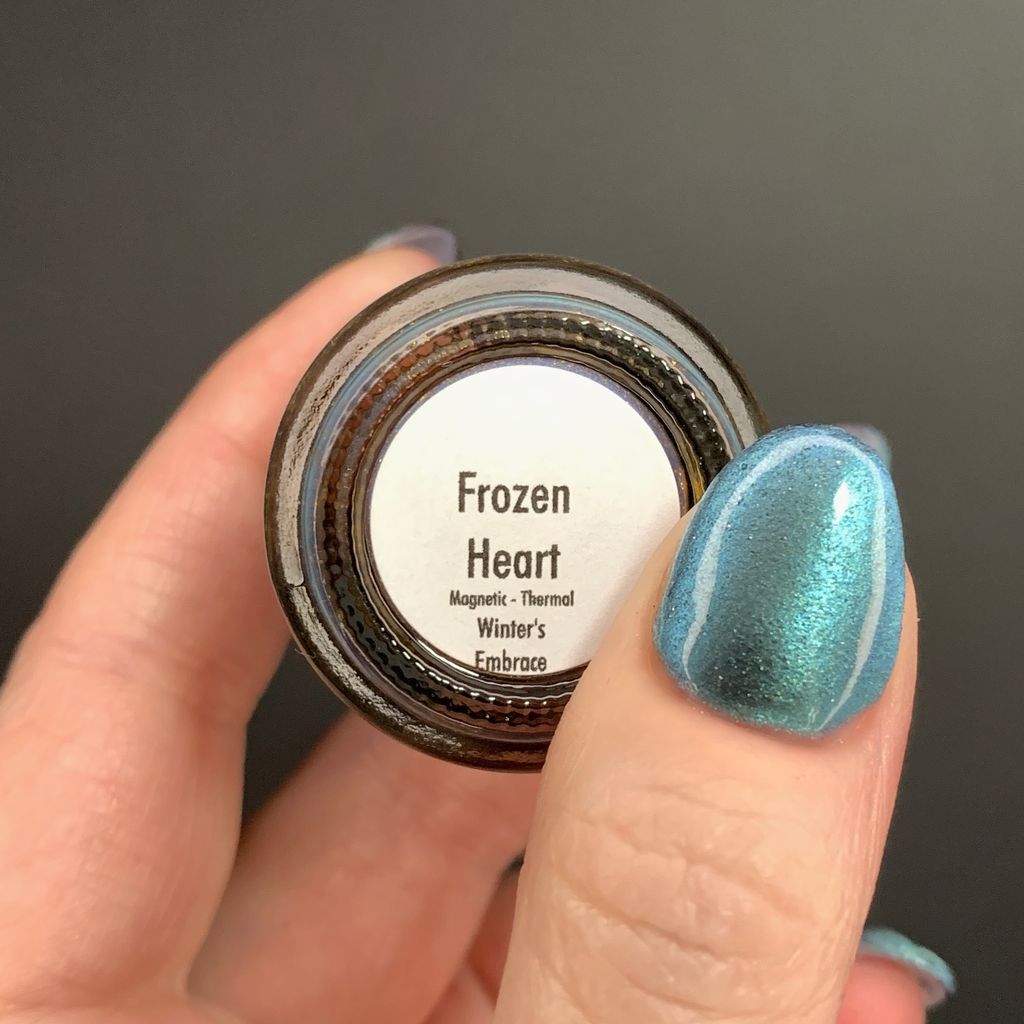 Frozen
Heart
Magnetic - Thermal
Winter's
Embrace